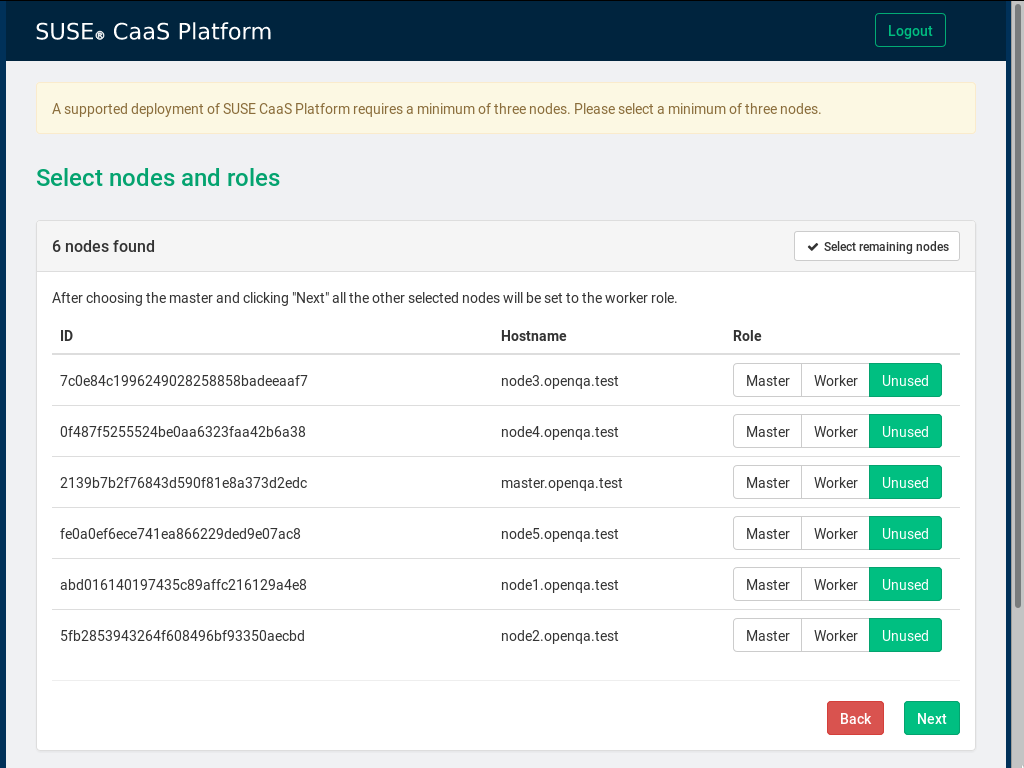 SUSE® CaaS Platform
Logout
A supported deployment of SUSE CaaS Platform requires a minimum of three nodes. Please select a minimum of three nodes.
Select nodes and roles
6 nodes found
Select remaining nodes
After choosing the master and clicking "Next" all the other selected nodes will be set to the worker role.
ID Hostname Role
7c0e84c1996249028258858badeeaaf7 node3.openqa.test Master Worker Unused
0f487f5255524be0aa6323faa42b6a38 node4.openqa.test Master Worker Unused
2139b7b2f76843d590f81e8a373d2edc master.openqa.test Master Worker Unused
fe0a0ef6ece741ea866229ded9e07ac8 node5.openqa.test Master Worker Unused
abd016140197435c89affc216129a4e8 node1.openqa.test Master Worker Unused
5fb2853943264f608496bf93350aecbd node2.openqa.test Master Worker Unused
Back Next